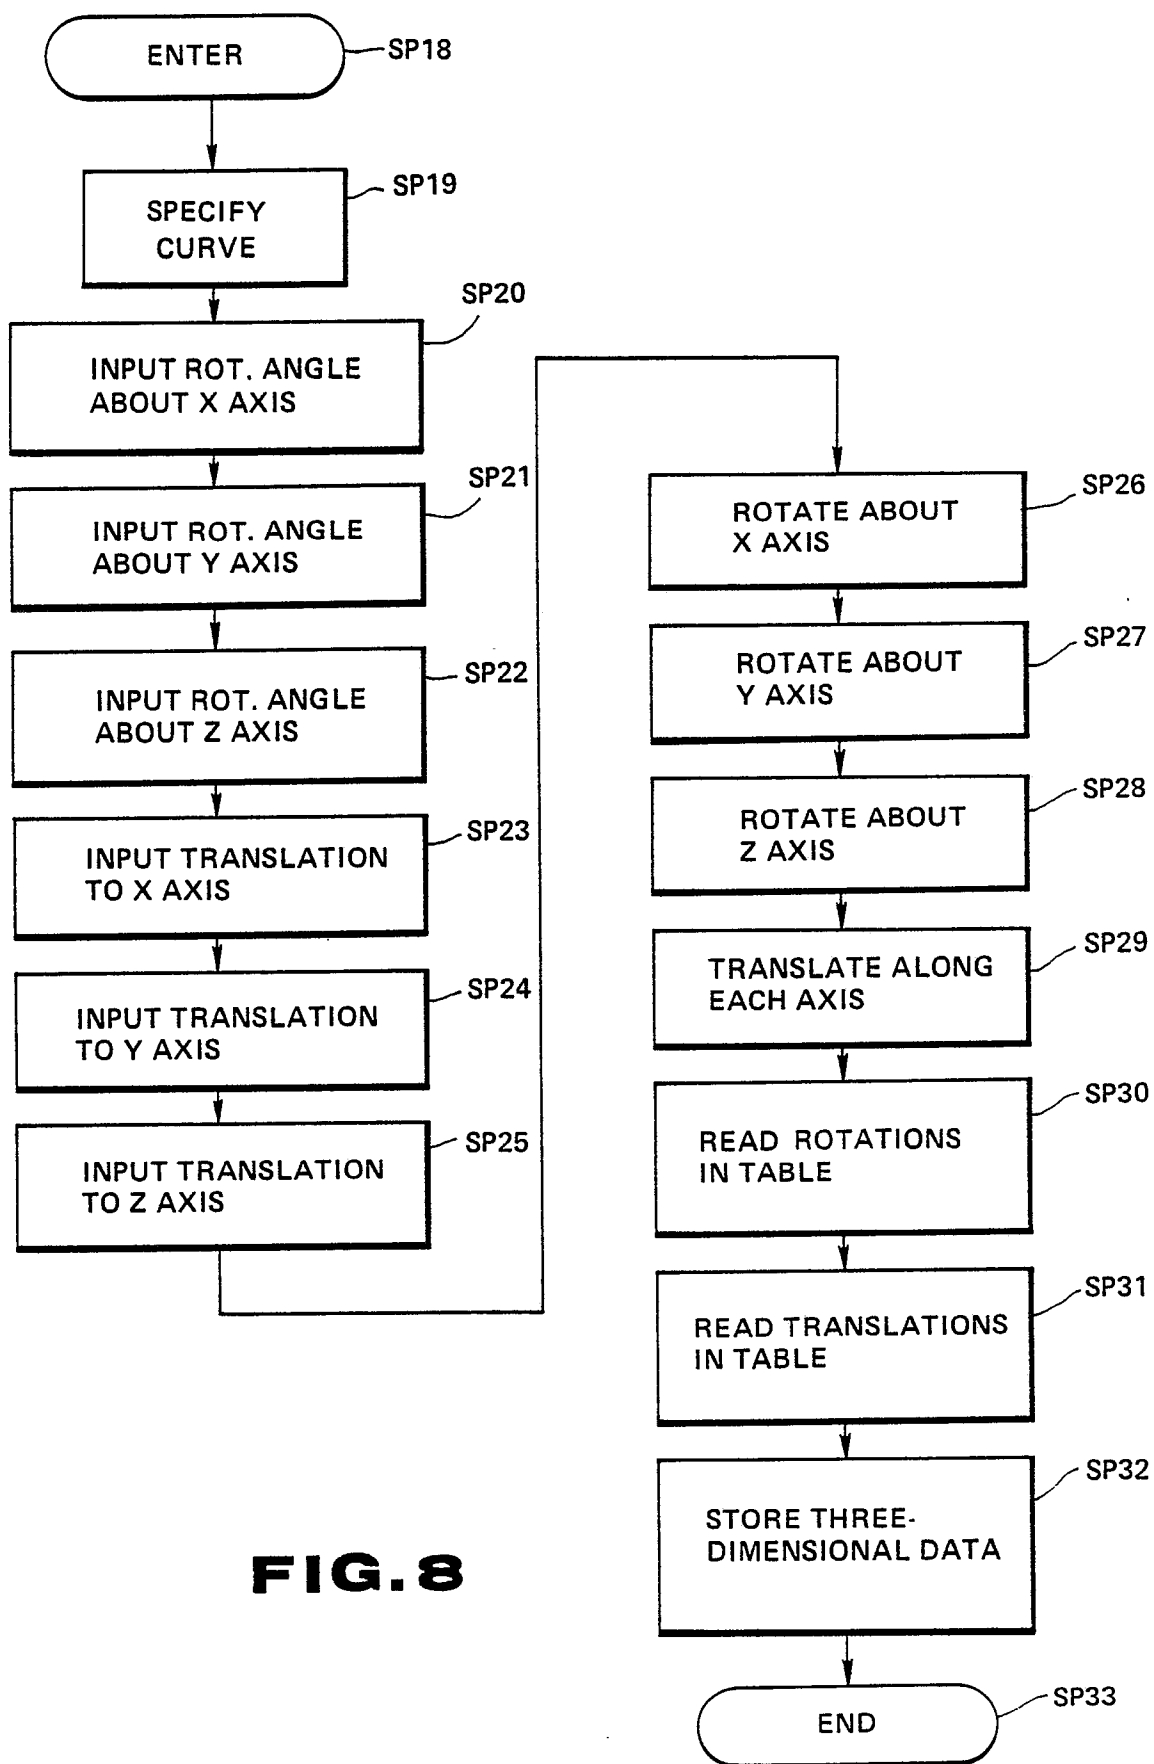 ENTER
SP18
SPECIFY
CURVE
SP19
INPUT ROT. ANGLE
ABOUT X AXIS
SP20
INPUT ROT. ANGLE
ABOUT Y AXIS
SP21
INPUT ROT. ANGLE
ABOUT Z AXIS
SP22
INPUT TRANSLATION
TO X AXIS
SP23
INPUT TRANSLATION
TO Y AXIS
SP24
INPUT TRANSLATION
TO Z AXIS
SP25
ROTATE ABOUT
X AXIS
SP26
ROTATE ABOUT
Y AXIS
SP27
ROTATE ABOUT
Z AXIS
SP28
TRANSLATE ALONG
EACH AXIS
SP29
READ ROTATIONS
IN TABLE
SP30
READ TRANSLATIONS
IN TABLE
SP31
STORE THREE-
DIMENSIONAL DATA
SP32
END
SP33
FIG. 8